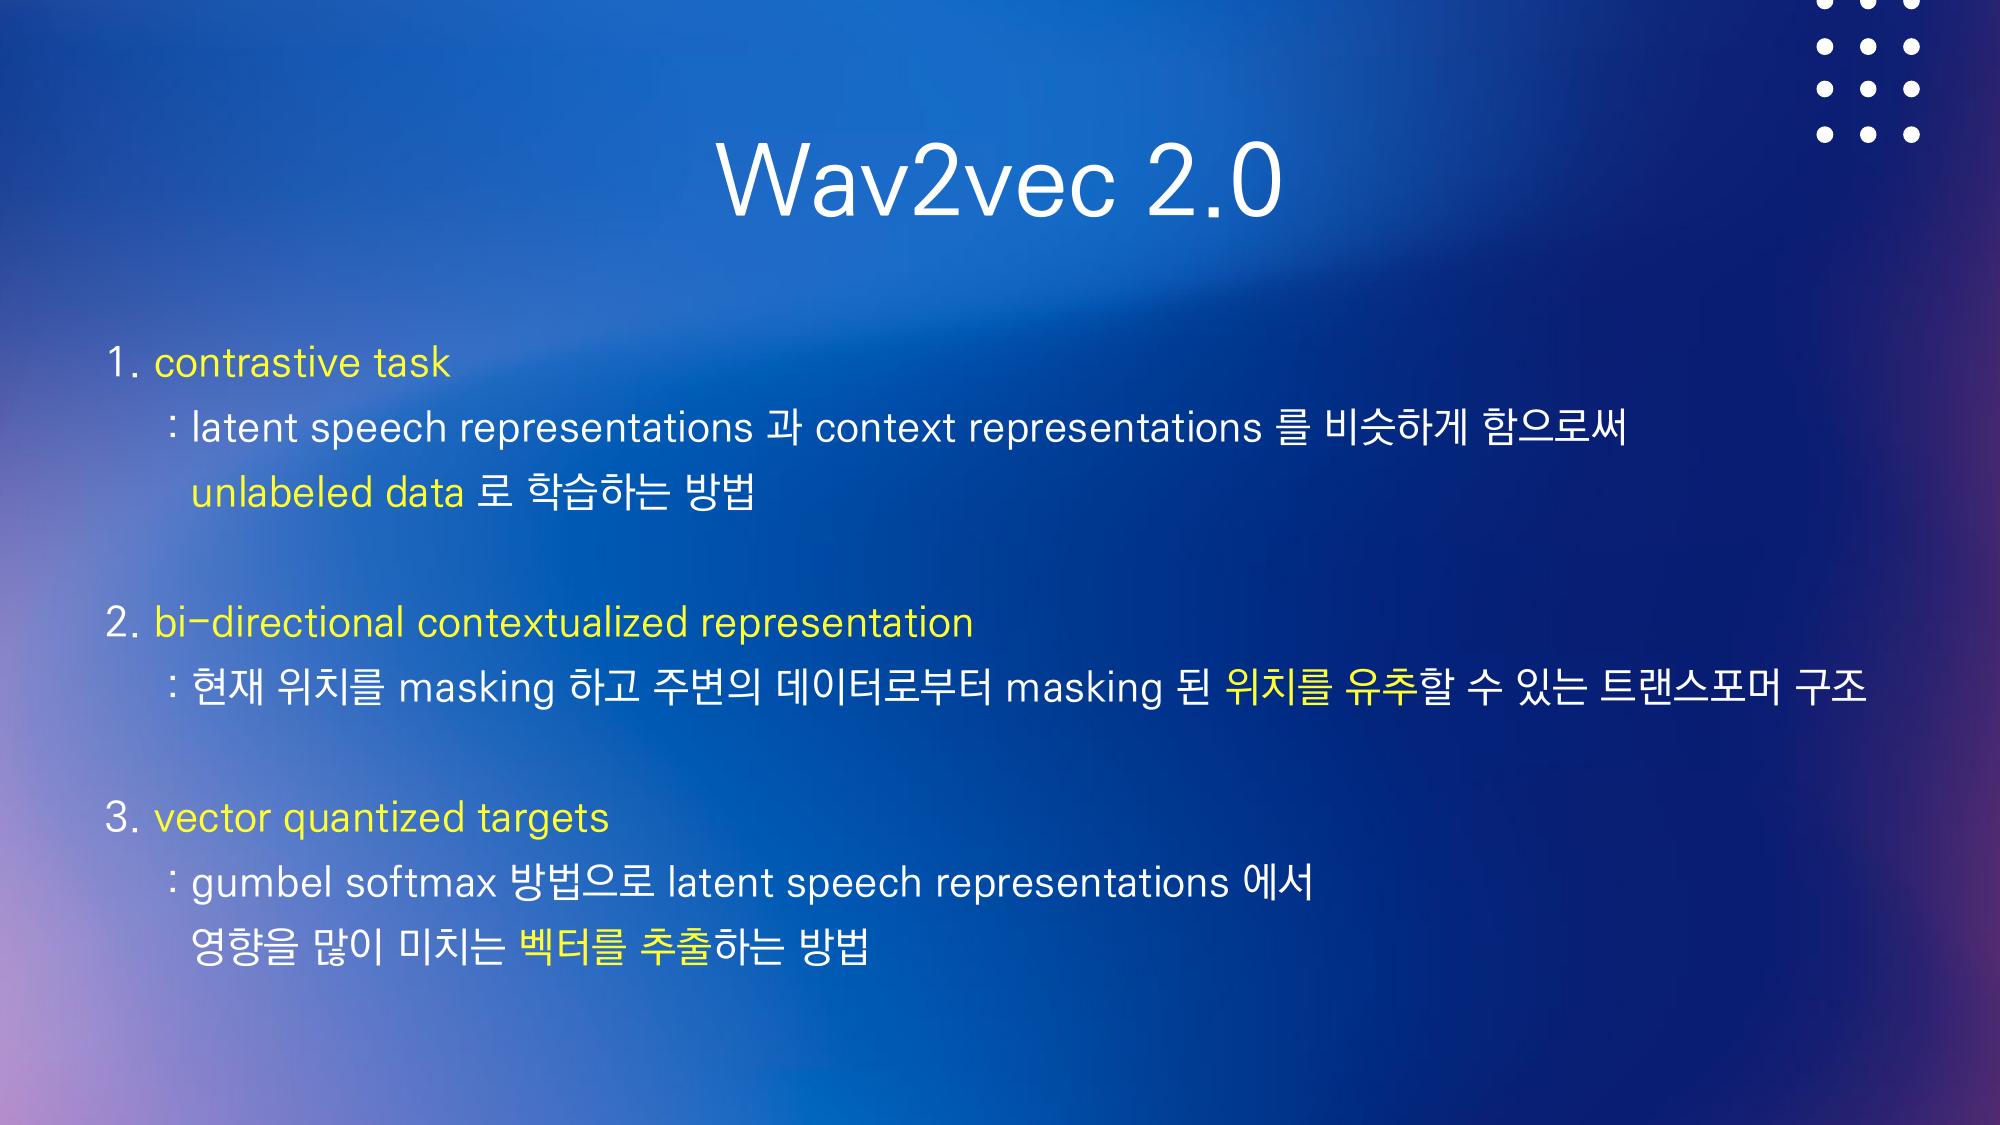 Wav2vec 2.0
1. contrastive task
: latent speech representations 과 context representations 를 비슷하게 함으로써
unlabeled data 로 학습하는 방법
2. bi-directional contextualized representation
: 현재 위치를 masking 하고 주변의 데이터로부터 masking 된 위치를 유추할 수 있는 트랜스포머 구조
3. vector quantized targets
: gumbel softmax 방법으로 latent speech representations 에서
영향을 많이 미치는 벡터를 추출하는 방법